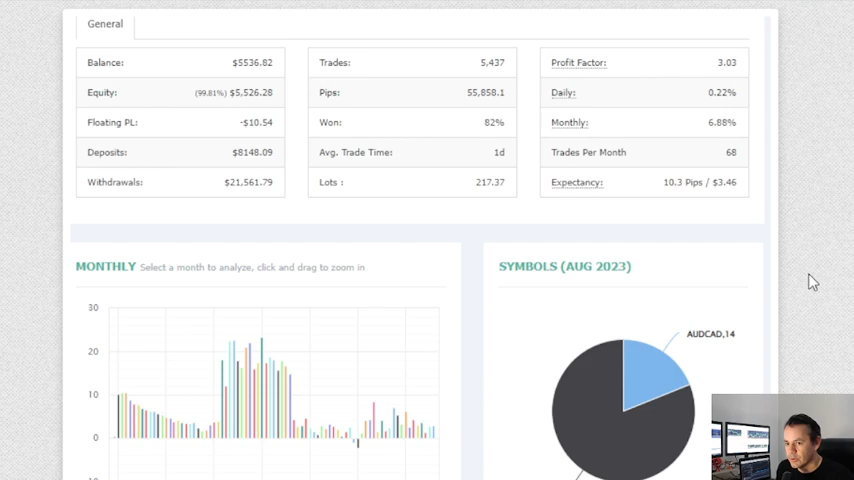 General
Balance: $5536.82
Equity: (99.81%) $5,526.28
Floating PL: -$10.54
Deposits: $8148.09
Withdrawals: $21,561.79
Trades: 5,437
Pips: 55,858.1
Won: 82%
Avg. Trade Time: 1d
Lots : 217.37
Profit Factor: 3.03
Daily: 0.22%
Monthly: 6.88%
Trades Per Month 68
Expectancy: 10.3 Pips / $3.46
MONTHLY Select a month to analyze, click and drag to zoom in
30
20
10
0
SYMBOLS (AUG 2023)
AUDCAD,14